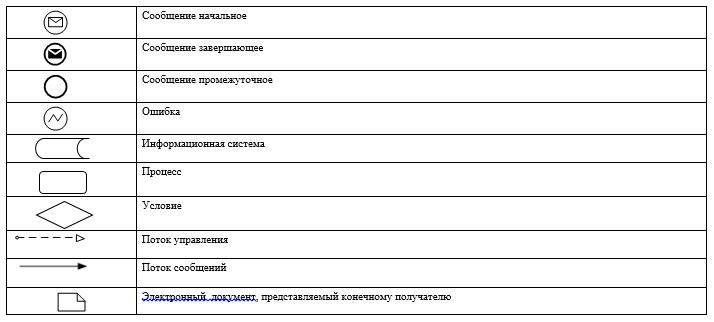 Сообщение начальное
Сообщение завершающее
Сообщение промежуточное
Ошибка
Информационная система
Процесс
Условие
Поток управления
Поток сообщений
Электронный документ, представляемый конечному получателю